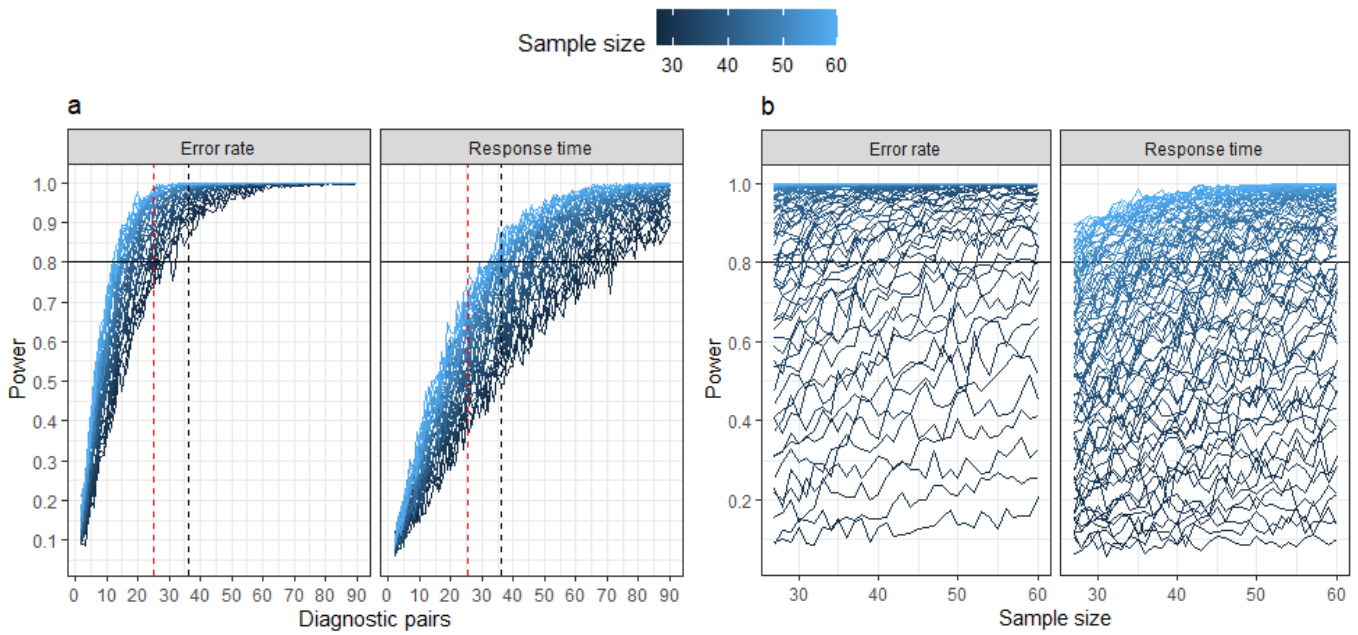 Sample size
30 40 50 60
a
b
Error rate
Response time
Error rate
Response time
Power
1.0
0.9
0.8
0.7
0.6
0.5
0.4
0.3
0.2
0.1
0 10 20 30 40 50 60 70 80 90
0 10 20 30 40 50 60 70 80 90
Diagnostic pairs
Power
1.0
0.8
0.6
0.4
0.2
30 40 50 60
30 40 50 60
Sample size